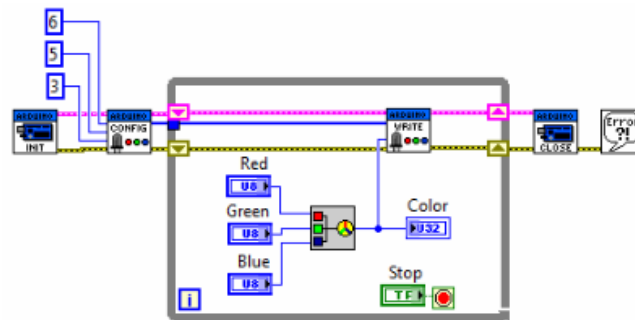 6
5
3
ARDUINO
INIT
ARDUINO
CONFIG
ARDUINO
WRITE
ARDUINO
CLOSE
Error
?!
Red
U8
Green
U8
Blue
U8
Color
U32
Stop
TF
i